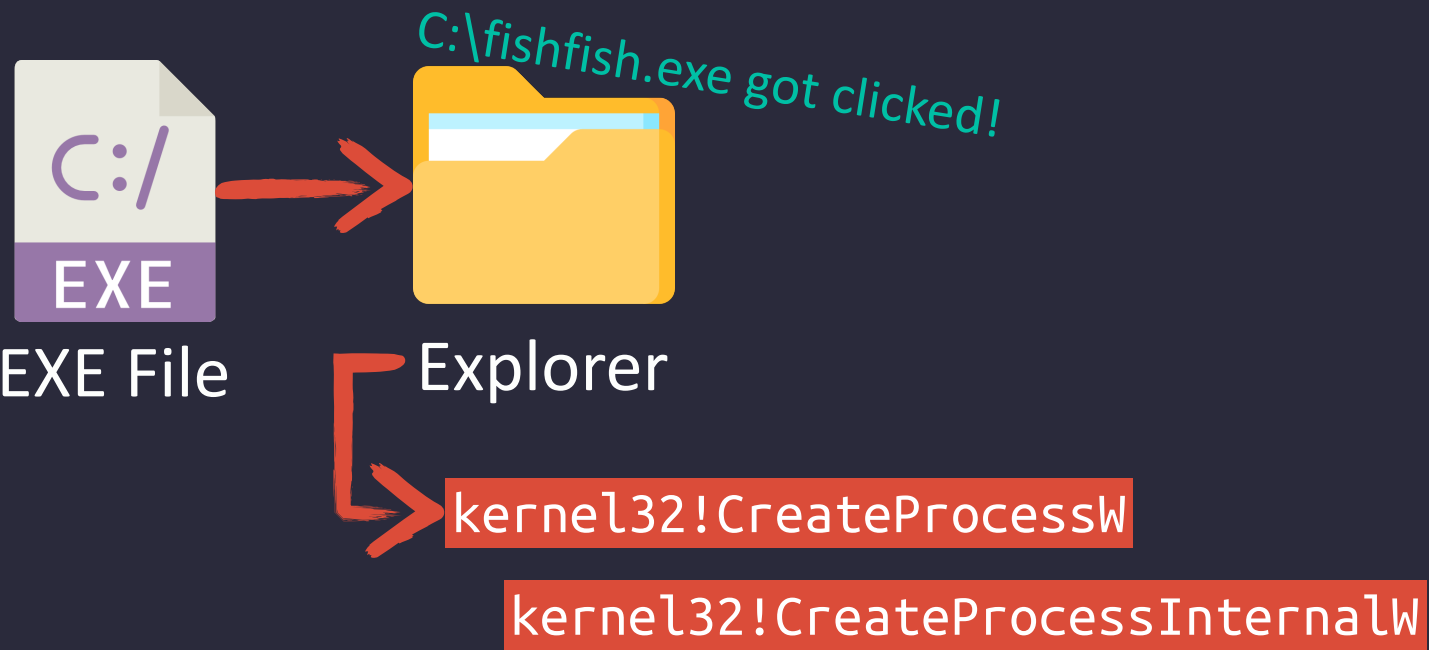 C:\fishfish.exe got clicked!
C:/
EXE
EXE File
Explorer
kernel32!CreateProcessW
kernel32!CreateProcessInternalW